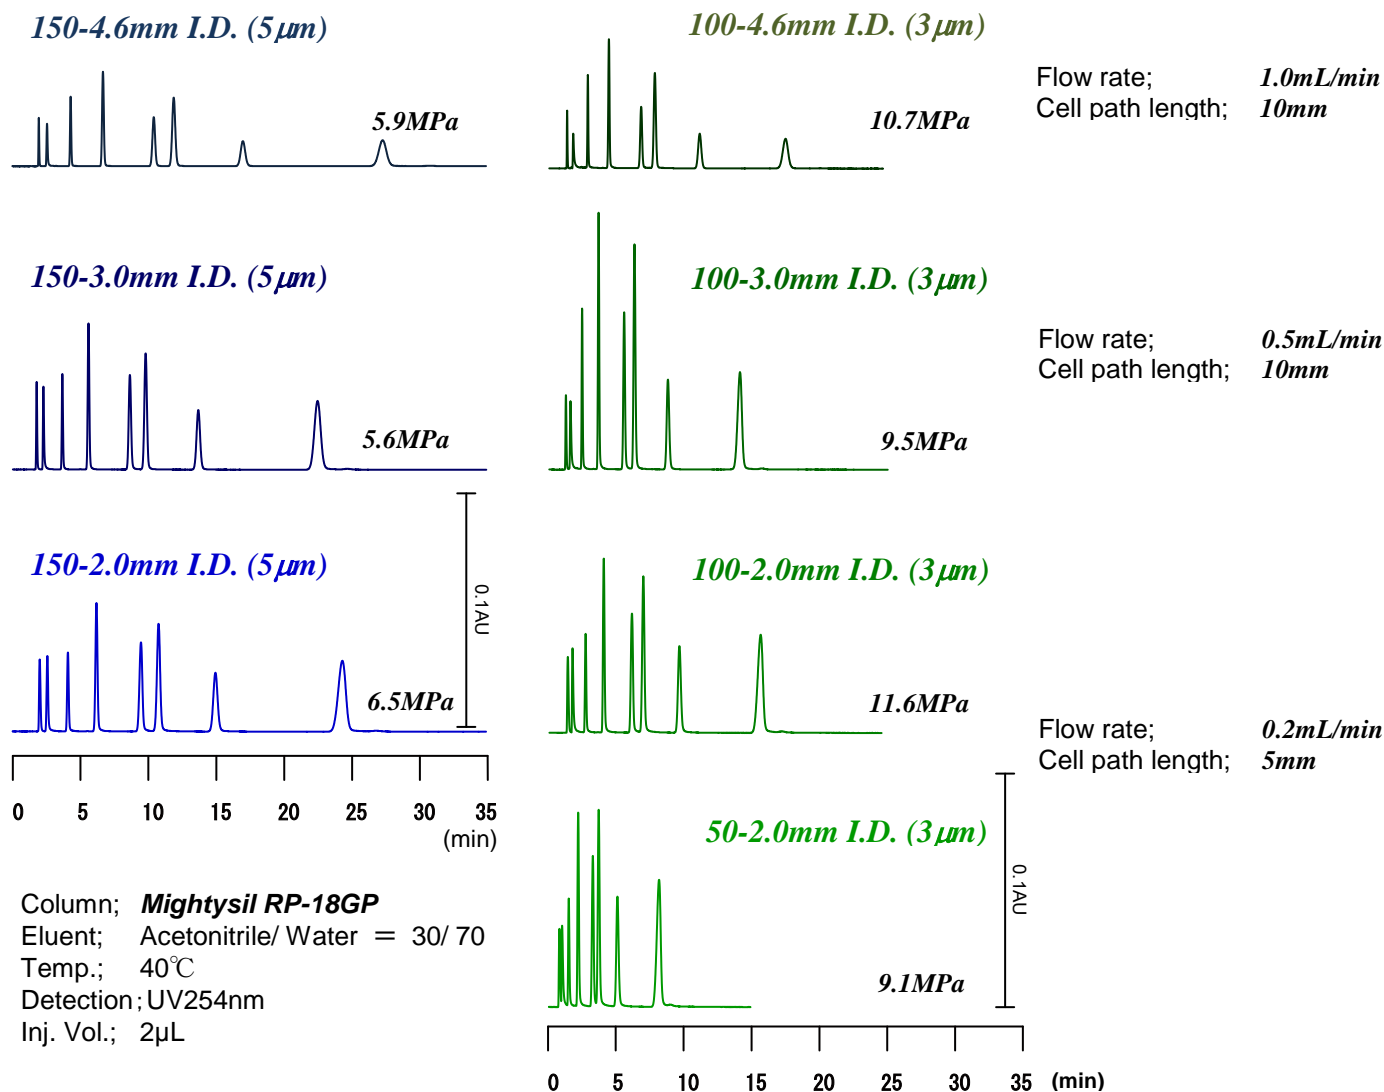 150-4.6mm I.D. (5μm)
5.9MPa
100-4.6mm I.D. (3μm)
10.7MPa
Flow rate; 1.0mL/min
Cell path length; 10mm
150-3.0mm I.D. (5μm)
5.6MPa
100-3.0mm I.D. (3μm)
9.5MPa
Flow rate; 0.5mL/min
Cell path length; 10mm
150-2.0mm I.D. (5μm)
6.5MPa
0.1AU
0 5 10 15 20 25 30 35
(min)
100-2.0mm I.D. (3μm)
11.6MPa
Flow rate; 0.2mL/min
Cell path length; 5mm
50-2.0mm I.D. (3μm)
9.1MPa
0.1AU
0 5 10 15 20 25 30 35 (min)
Column; Mightysil RP-18GP
Eluent; Acetonitrile/ Water = 30/ 70
Temp.; 40℃
Detection; UV254nm
Inj. Vol.; 2μL